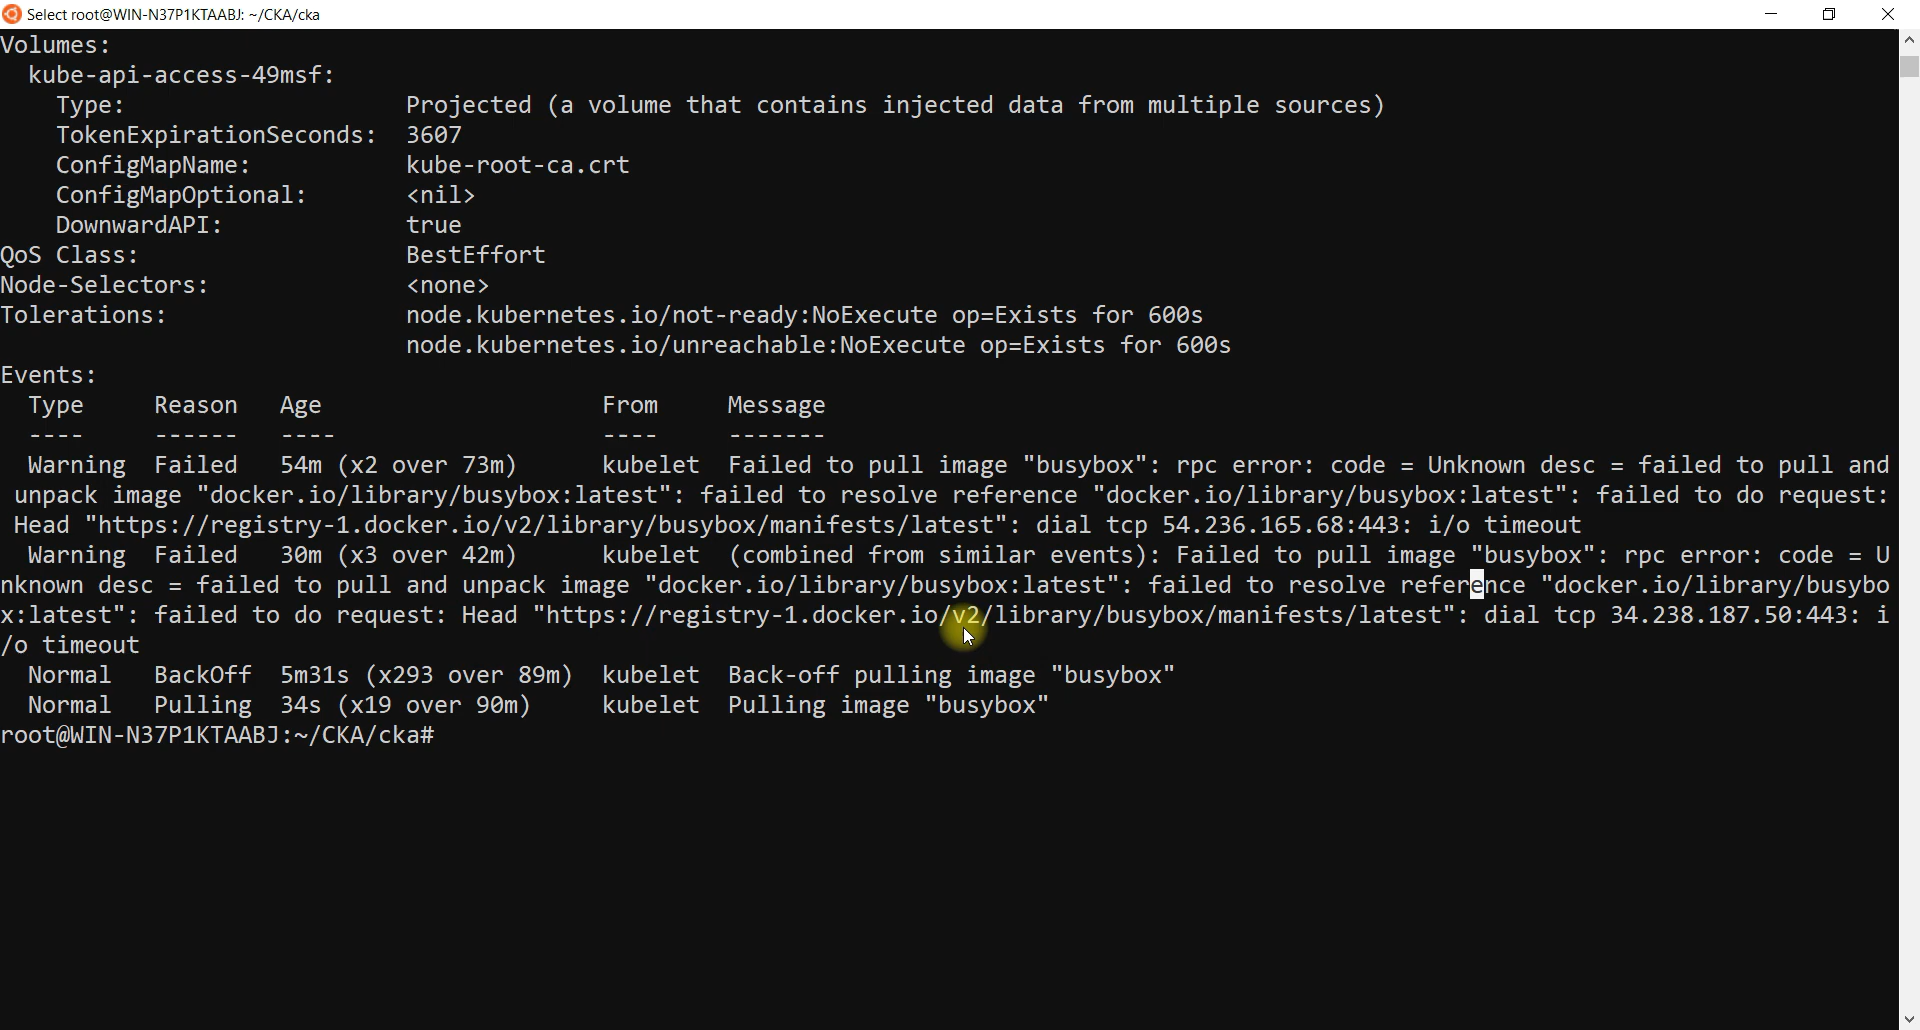 Select root@WIN-N37P1KTAABJ: ~/CKA/cka
Volumes:
  kube-api-access-49msf:
    Type:                    Projected (a volume that contains injected data from multiple sources)
    TokenExpirationSeconds:  3607
    ConfigMapName:           kube-root-ca.crt
    ConfigMapOptional:       <nil>
    DownwardAPI:             true
QoS Class:                   BestEffort
Node-Selectors:              <none>
Tolerations:                 node.kubernetes.io/not-ready:NoExecute op=Exists for 600s
                             node.kubernetes.io/unreachable:NoExecute op=Exists for 600s
Events:
  Type     Reason   Age                    From     Message
  ----     ------   ----                   ----     -------
  Warning  Failed   54m (x2 over 73m)      kubelet  Failed to pull image "busybox": rpc error: code = Unknown desc = failed to pull and
 unpack image "docker.io/library/busybox:latest": failed to resolve reference "docker.io/library/busybox:latest": failed to do request:
 Head "https://registry-1.docker.io/v2/library/busybox/manifests/latest": dial tcp 54.236.165.68:443: i/o timeout
  Warning  Failed   30m (x3 over 42m)      kubelet  (combined from similar events): Failed to pull image "busybox": rpc error: code = U
nknown desc = failed to pull and unpack image "docker.io/library/busybox:latest": failed to resolve reference "docker.io/library/busybo
x:latest": failed to do request: Head "https://registry-1.docker.io/v2/library/busybox/manifests/latest": dial tcp 34.238.187.50:443: i
/o timeout
  Normal   BackOff  5m31s (x293 over 89m)  kubelet  Back-off pulling image "busybox"
  Normal   Pulling  34s (x19 over 90m)     kubelet  Pulling image "busybox"
root@WIN-N37P1KTAABJ:~/CKA/cka#